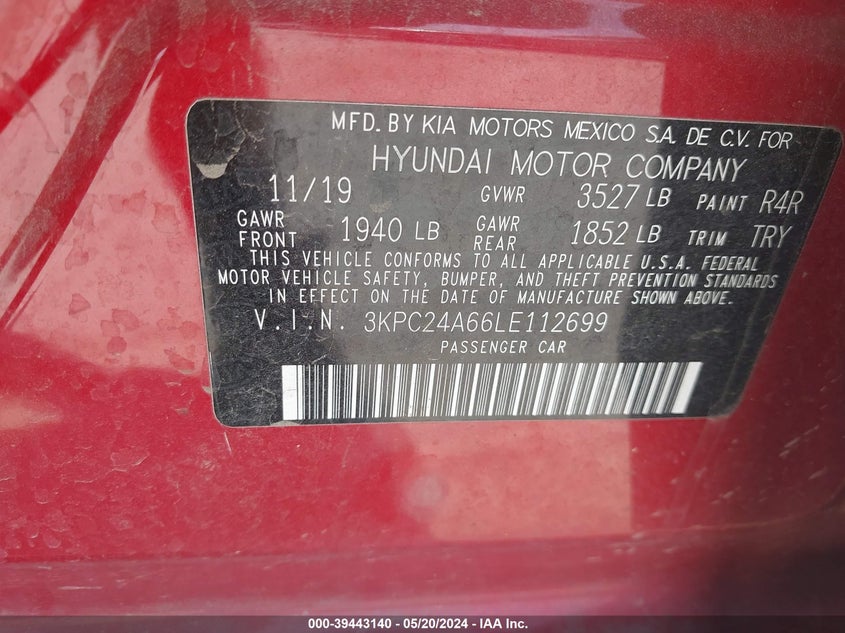 MFD. BY KIA MOTORS MEXICO S.A. DE C.V. FOR
HYUNDAI MOTOR COMPANY
11/19 GVWR 3527 LB PAINT R4R
GAWR FRONT 1940 LB GAWR REAR 1852 LB TRIM TRY
THIS VEHICLE CONFORMS TO ALL APPLICABLE U.S.A. FEDERAL
MOTOR VEHICLE SAFETY, BUMPER, AND THEFT PREVENTION STANDARDS
IN EFFECT ON THE DATE OF MANUFACTURE SHOWN ABOVE.
V.I.N. 3KPC24A66LE112699
PASSENGER CAR
000-39443140 - 05/20/2024 - IAA Inc.